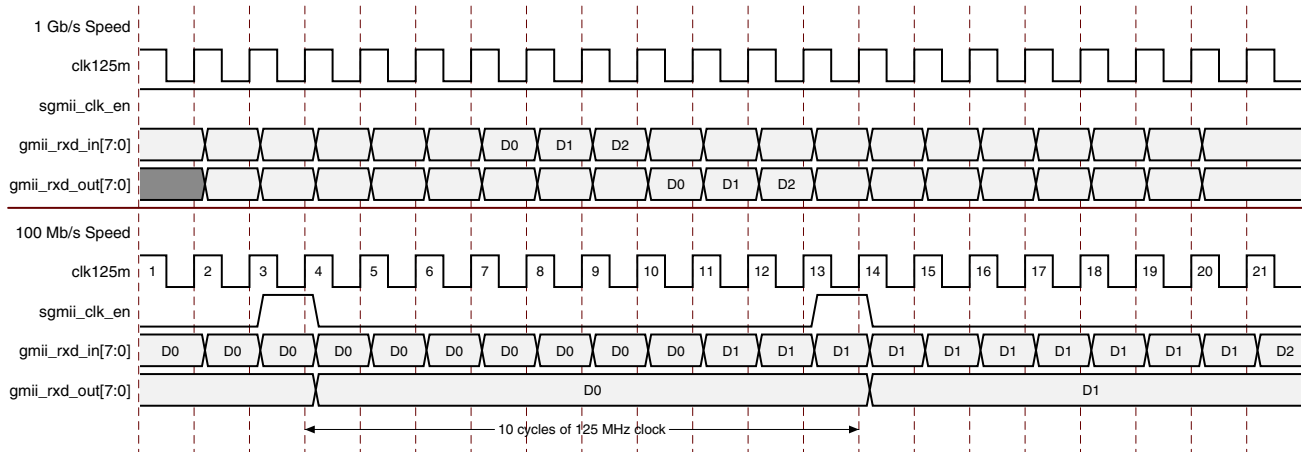 1 Gb/s Speed
clk125m
sgmii_clk_en
gmii_rxd_in[7:0] D0 D1 D2
gmii_rxd_out[7:0] D0 D1 D2
100 Mb/s Speed
clk125m 1 2 3 4 5 6 7 8 9 10 11 12 13 14 15 16 17 18 19 20 21
sgmii_clk_en
gmii_rxd_in[7:0] D0 D0 D0 D0 D0 D0 D0 D0 D0 D0 D1 D1 D1 D1 D1 D1 D1 D1 D1 D1 D2
gmii_rxd_out[7:0] D0 D1
10 cycles of 125 MHz clock